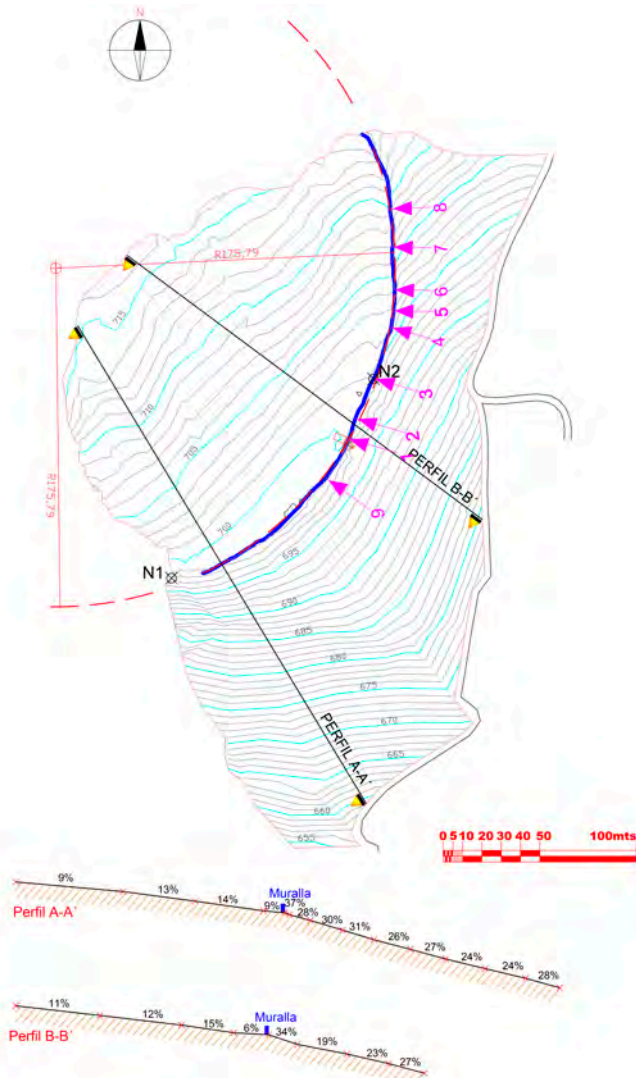 N
R178,79
8
7
6
5
4
N2
3
2
1
9
715
710
705
700
695
690
685
680
675
670
665
660
655
R175,79
N1
PERFIL B-B´
PERFIL A-A´
0 5 10 20 30 40 50 100mts
9% 13% 14% 9% 37% 28% 30% 31% 26% 27% 24% 24% 28%
Muralla
Perfil A-A´
11% 12% 15% 6% 34% 19% 23% 27%
Muralla
Perfil B-B´